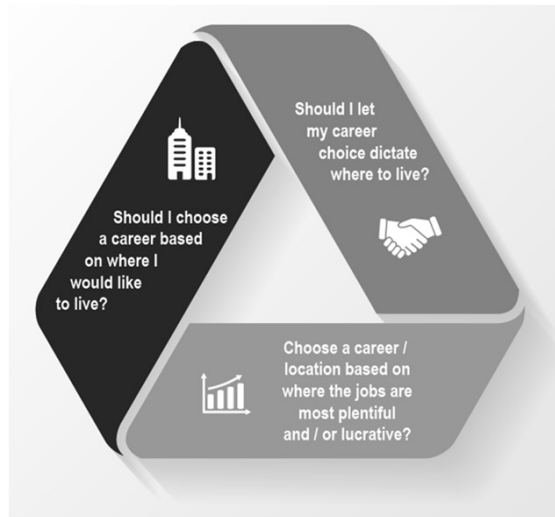 Should I let
my career
choice dictate
where to live?
Should I choose
a career based
on where I
would like
to live?
Choose a career /
location based on
where the jobs are
most plentiful
and / or lucrative?